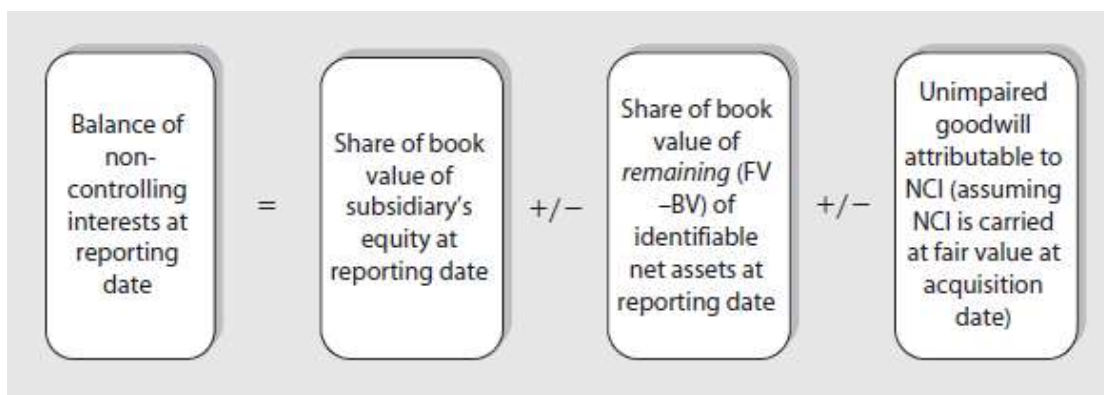 Balance of
non-
controlling
interests at
reporting
date
=
Share of book
value of
subsidiary's
equity at
reporting date
+/−
Share of book
value of
remaining (FV
–BV) of
identifiable
net assets at
reporting date
+/−
Unimpaired
goodwill
attributable to
NCI (assuming
NCI is carried
at fair value at
acquisition
date)